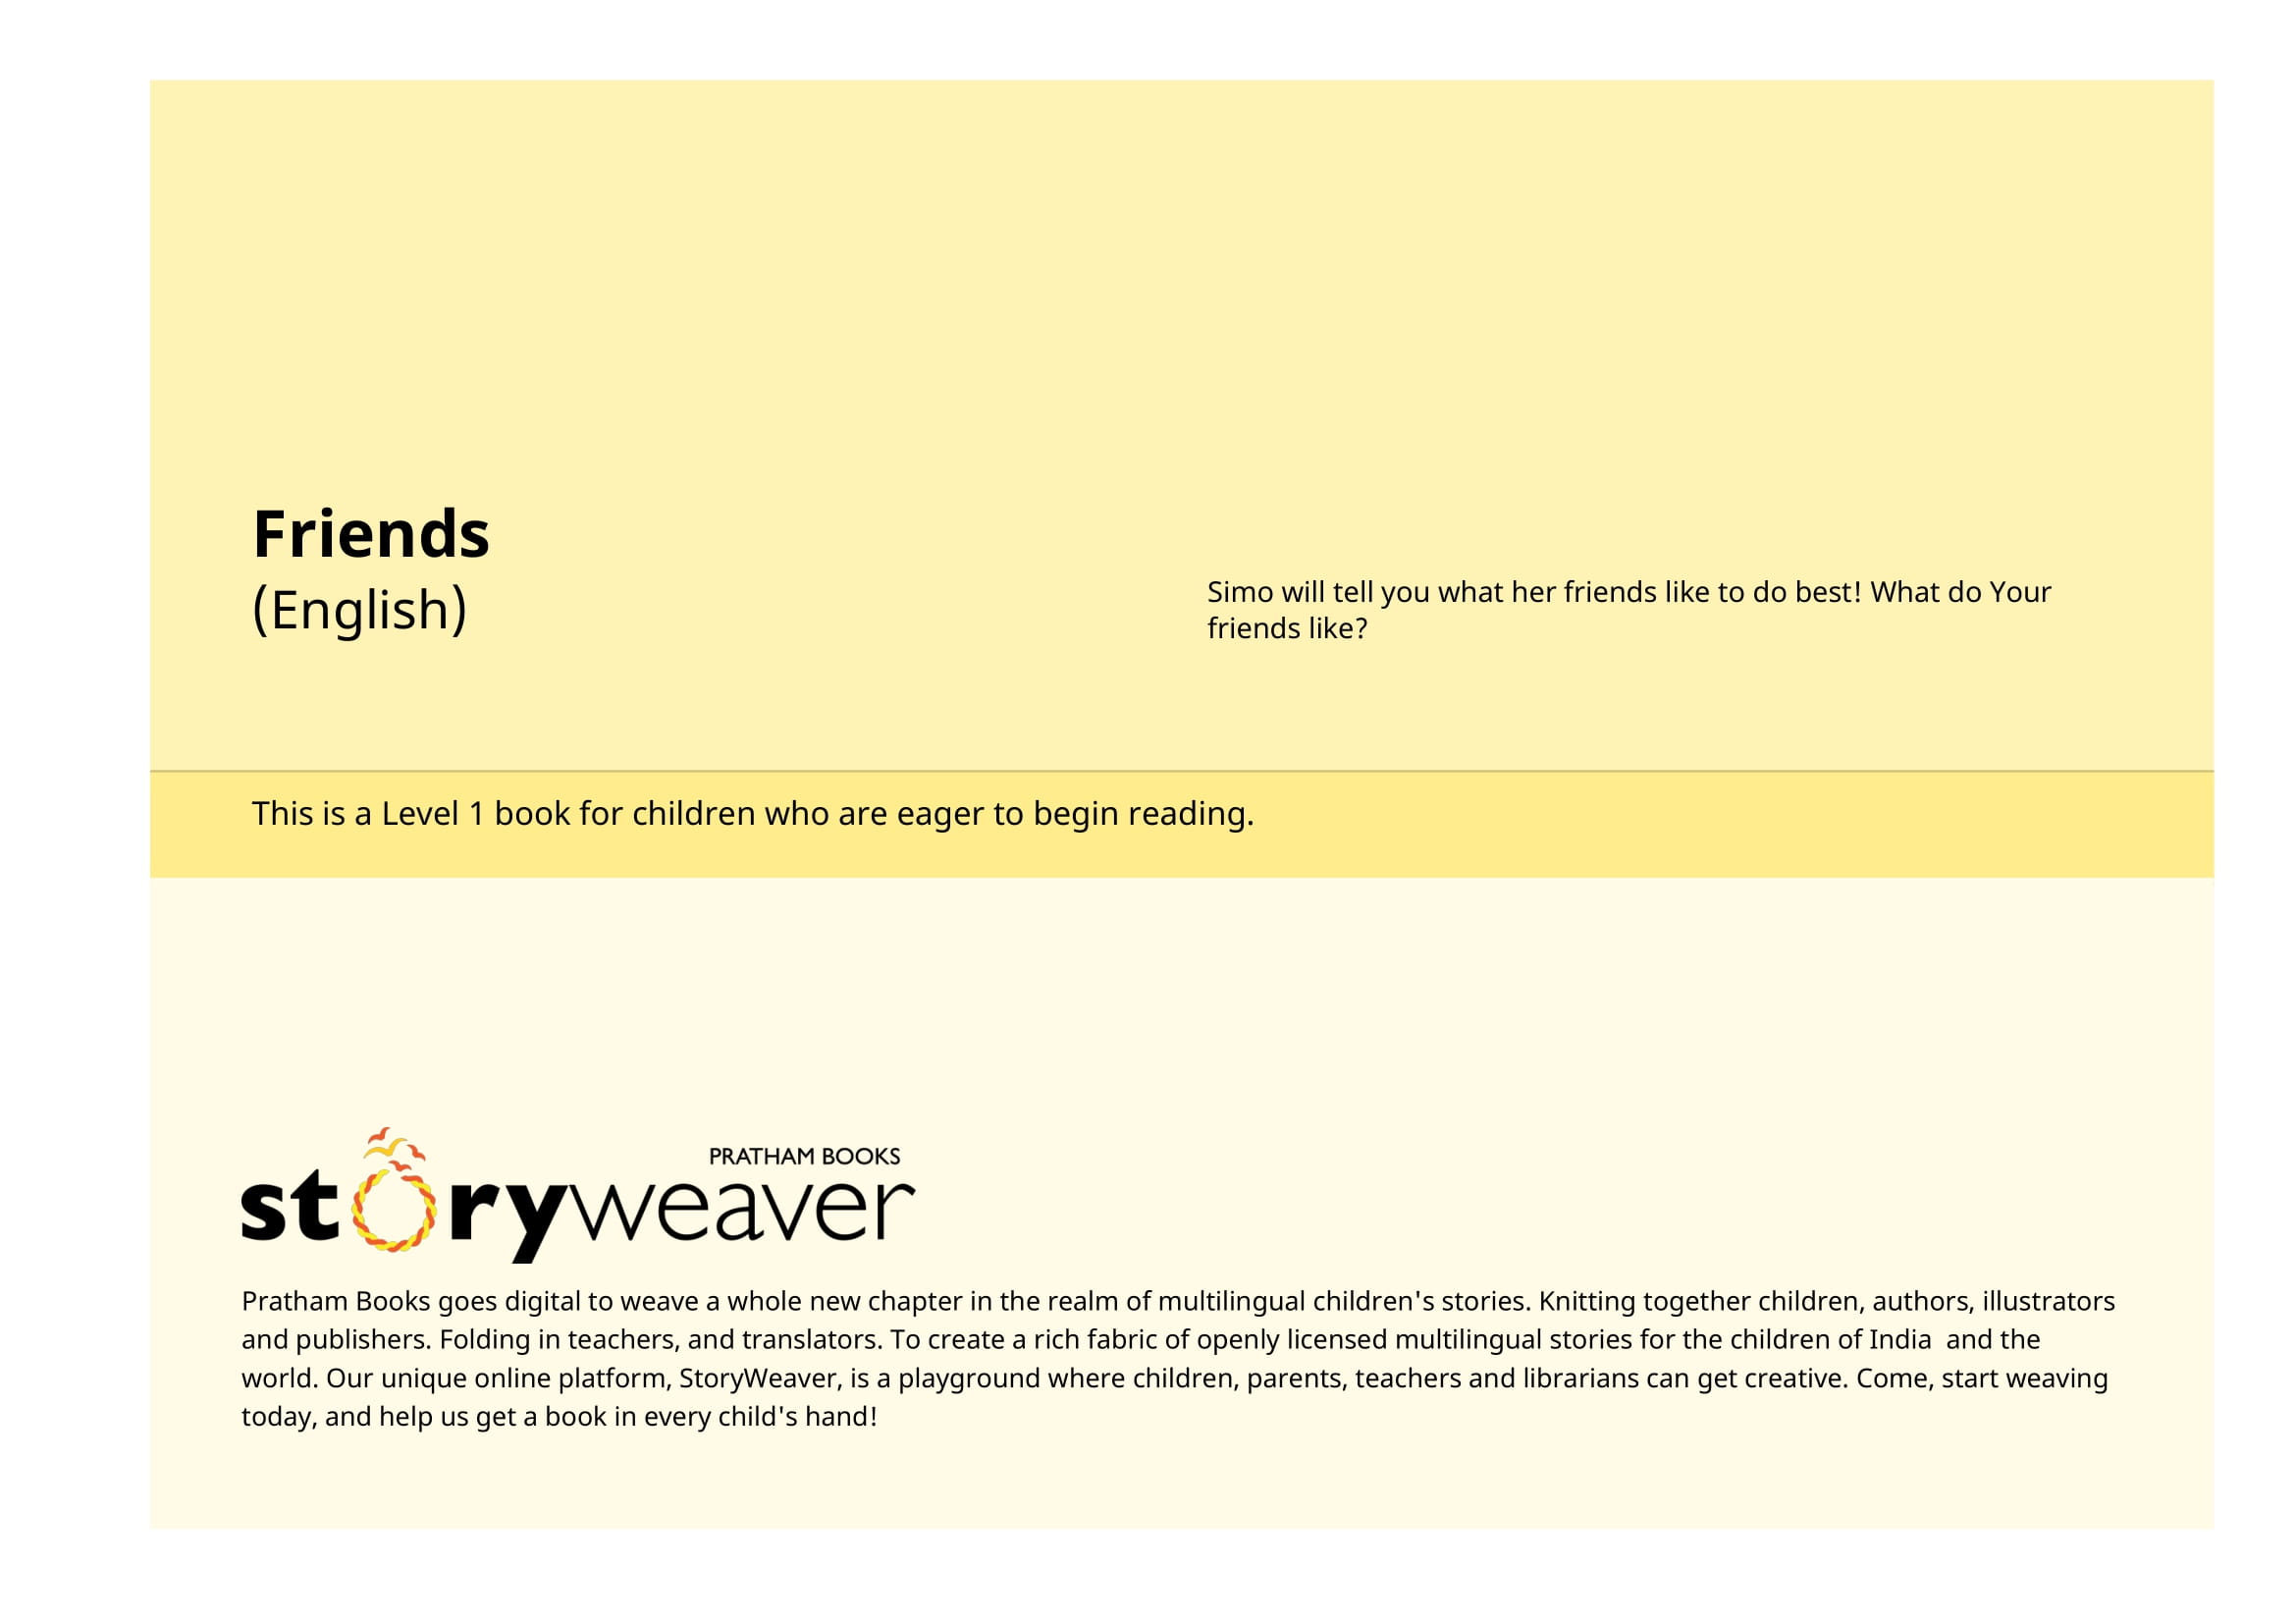 Friends
(English)
Simo will tell you what her friends like to do best! What do Your
friends like?
This is a Level 1 book for children who are eager to begin reading.
PRATHAM BOOKS
storyweaver
Pratham Books goes digital to weave a whole new chapter in the realm of multilingual children's stories. Knitting together children, authors, illustrators
and publishers. Folding in teachers, and translators. To create a rich fabric of openly licensed multilingual stories for the children of India  and the
world. Our unique online platform, StoryWeaver, is a playground where children, parents, teachers and librarians can get creative. Come, start weaving
today, and help us get a book in every child's hand!